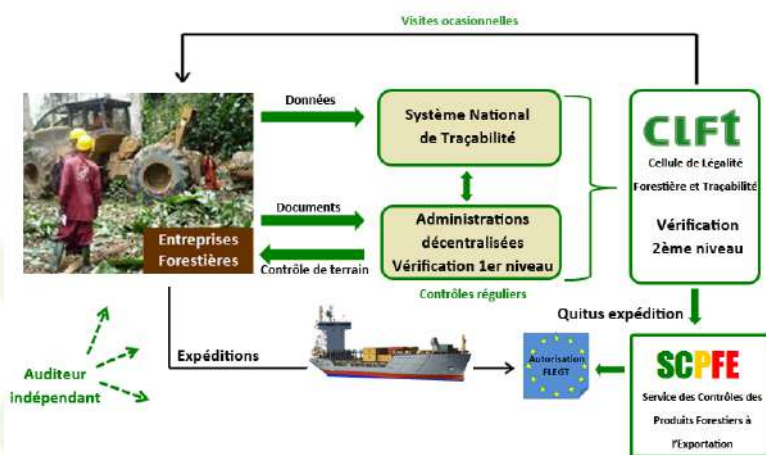 Visites ocasionnelles
Données
Système National
de Traçabilité
CLFt
Cellule de Légalité
Forestière et Traçabilité
Vérification
2ème niveau
Documents
Administrations
décentralisées
Vérification 1er niveau
Entreprises
Forestières
Contrôle de terrain
Contrôles réguliers
Quitus expédition
Auditeur
indépendant
Expéditions
Autorisation
FLEGT
SCPFE
Service des Contrôles des
Produits Forestiers à
l'Exportation